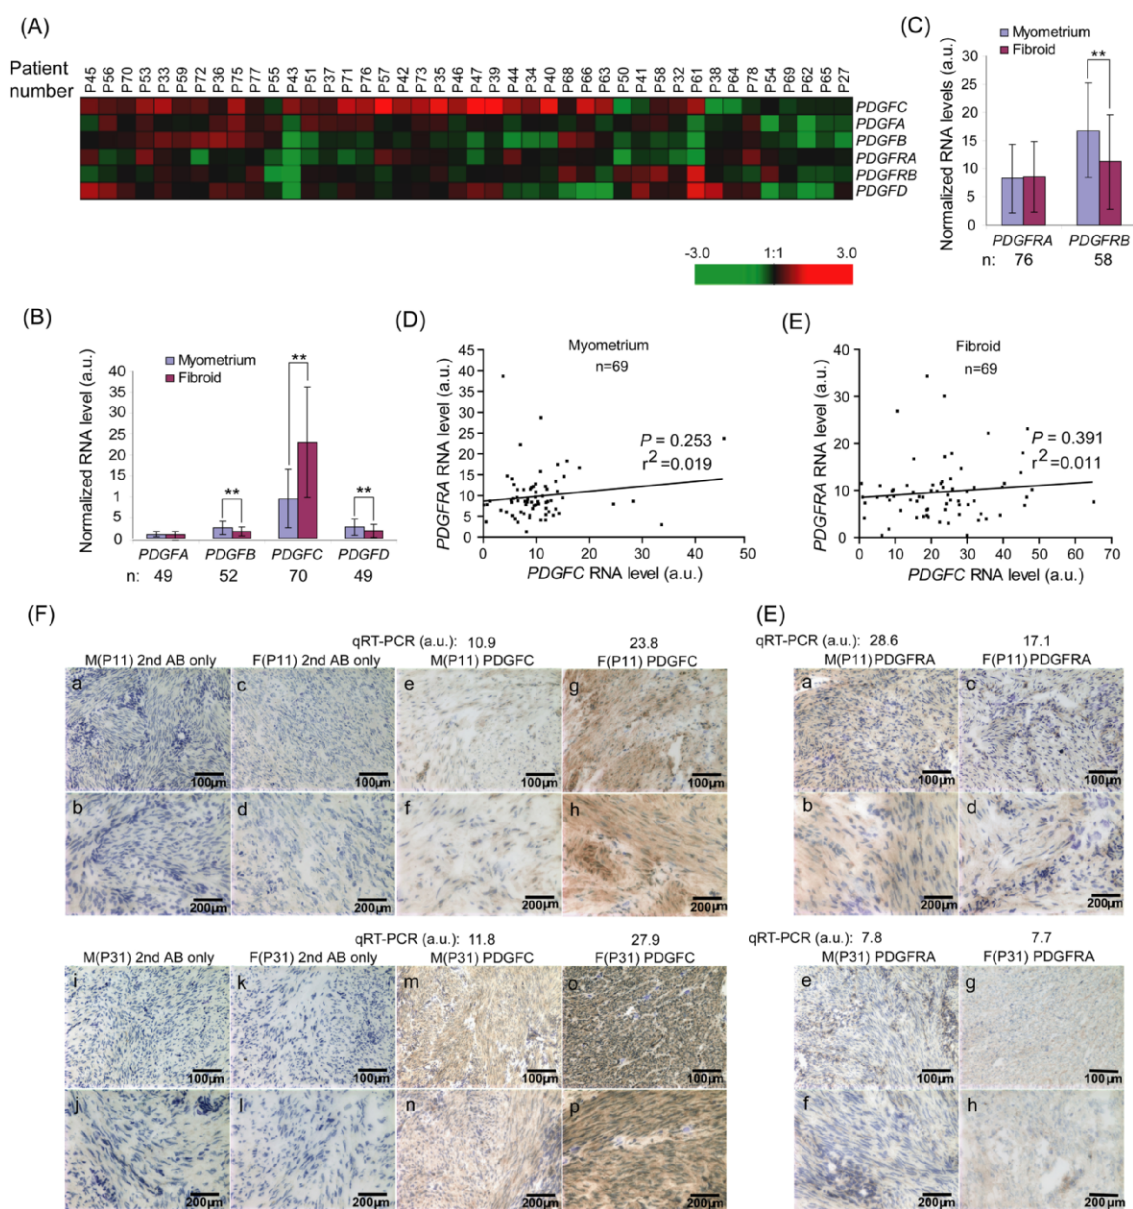 (A)
Patient
number
P45 P56 P70 P53 P33 P59 P72 P36 P75 P77 P55 P43 P51 P37 P71 P76 P57 P42 P73 P35 P46 P47 P39 P44 P34 P40 P68 P66 P63 P50 P41 P58 P32 P61 P38 P64 P78 P54 P69 P62 P65 P27
PDGFC
PDGFA
PDGFB
PDGFRA
PDGFRB
PDGFD
-3.0 1:1 3.0
(C)
Myometrium
Fibroid
**
Normalized RNA levels (a.u.)
30
25
20
15
10
5
0
PDGFRA PDGFRB
n: 76 58
(B)
Myometrium
Fibroid
Normalized RNA level (a.u.)
40
35
30
25
20
15
1
5
0
** ** **
PDGFA PDGFB PDGFC PDGFD
n: 49 52 70 49
(D)
Myometrium
n=69
PDGFRA RNA level (a.u.)
45
40
35
30
25
20
15
10
5
0
P = 0.253
r2=0.019
0 10 20 30 40 50
PDGFC RNA level (a.u.)
(E)
Fibroid
n=69
PDGFRA RNA level (a.u.)
40
30
20
10
0
P = 0.391
r2=0.011
0 10 20 30 40 50 60 70
PDGFC RNA level (a.u.)
(F)
qRT-PCR (a.u.): 10.9 23.8
M(P11) 2nd AB only F(P11) 2nd AB only M(P11) PDGFC F(P11) PDGFC
a c e g
100µm 100µm 100µm 100µm
b d f h
200µm 200µm 200µm 200µm
qRT-PCR (a.u.): 11.8 27.9
M(P31) 2nd AB only F(P31) 2nd AB only M(P31) PDGFC F(P31) PDGFC
i k m o
100µm 100µm 100µm 100µm
j l n p
200µm 200µm 200µm 200µm
(E)
qRT-PCR (a.u.): 28.6 17.1
M(P11) PDGFRA F(P11) PDGFRA
a c
100µm 100µm
b d
200µm 200µm
qRT-PCR (a.u.): 7.8 7.7
M(P31) PDGFRA F(P31) PDGFRA
e g
100µm 100µm
f h
200µm 200µm